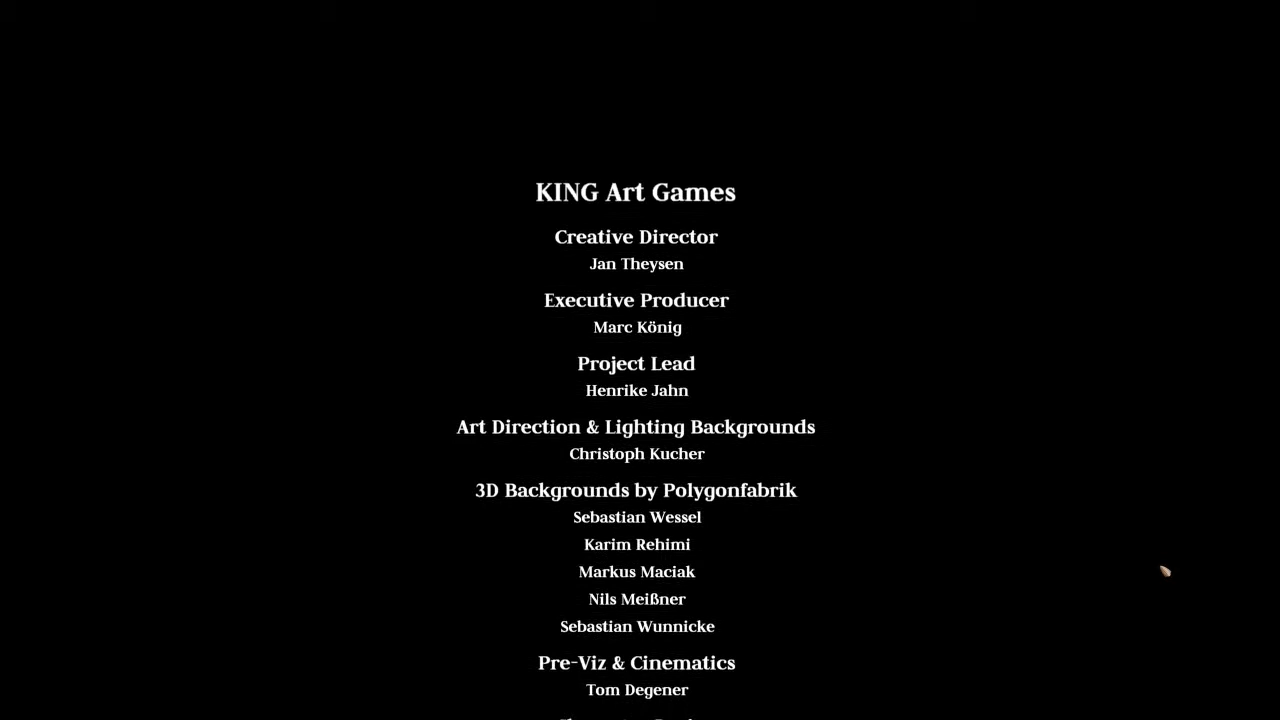 KING Art Games
Creative Director
Jan Theysen
Executive Producer
Marc König
Project Lead
Henrike Jahn
Art Direction & Lighting Backgrounds
Christoph Kucher
3D Backgrounds by Polygonfabrik
Sebastian Wessel
Karim Rehimi
Markus Maciak
Nils Meißner
Sebastian Wunnicke
Pre-Viz & Cinematics
Tom Degener